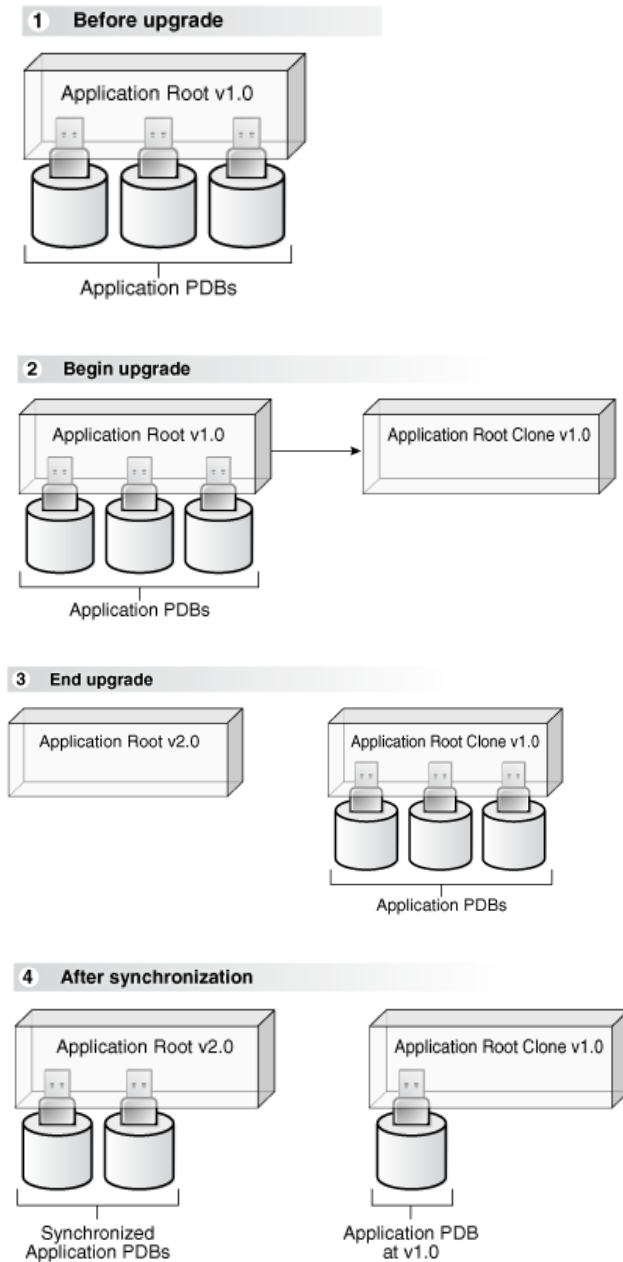 1 Before upgrade
Application Root v1.0
Application PDBs
2 Begin upgrade
Application Root v1.0
Application Root Clone v1.0
Application PDBs
3 End upgrade
Application Root v2.0
Application Root Clone v1.0
Application PDBs
4 After synchronization
Application Root v2.0
Application Root Clone v1.0
Synchronized
Application PDBs
Application PDB
at v1.0